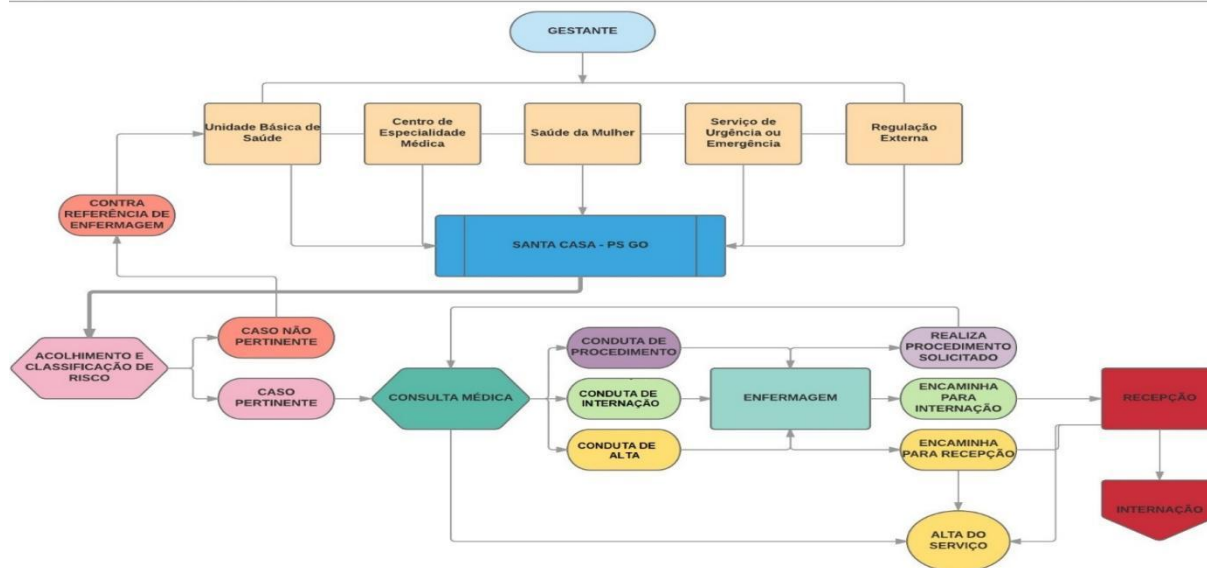 GESTANTE
Unidade Básica de
Saúde
Centro de
Especialidade
Médica
Saúde da Mulher
Serviço de
Urgência ou
Emergência
Regulação
Externa
CONTRA
REFERÊNCIA DE
ENFERMAGEM
SANTA CASA - PS GO
ACOLHIMENTO E
CLASSIFICAÇÃO DE
RISCO
CASO NÃO
PERTINENTE
CASO
PERTINENTE
CONSULTA MÉDICA
CONDUTA DE
PROCEDIMENTO
CONDUTA DE
INTERNAÇÃO
CONDUTA DE
ALTA
ENFERMAGEM
REALIZA
PROCEDIMENTO
SOLICITADO
ENCAMINHA
PARA
INTERNAÇÃO
ENCAMINHA
PARA RECEPÇÃO
RECEPÇÃO
INTERNAÇÃO
ALTA DO
SERVIÇO